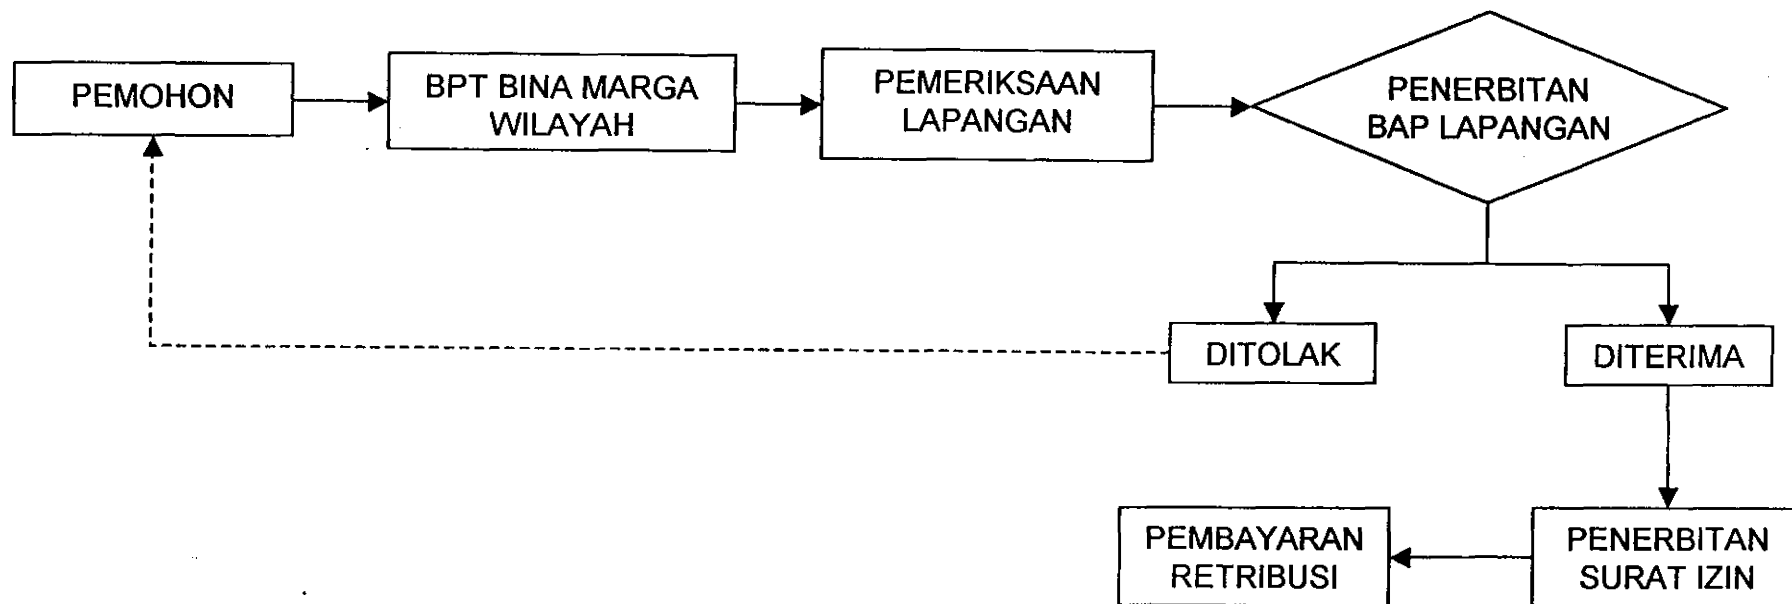 PEMOHON
BPT BINA MARGA
WILAYAH
PEMERIKSAAN
LAPANGAN
PENERBITAN
BAP LAPANGAN
DITOLAK
DITERIMA
PEMBAYARAN
RETRIBUSI
PENERBITAN
SURAT IZIN